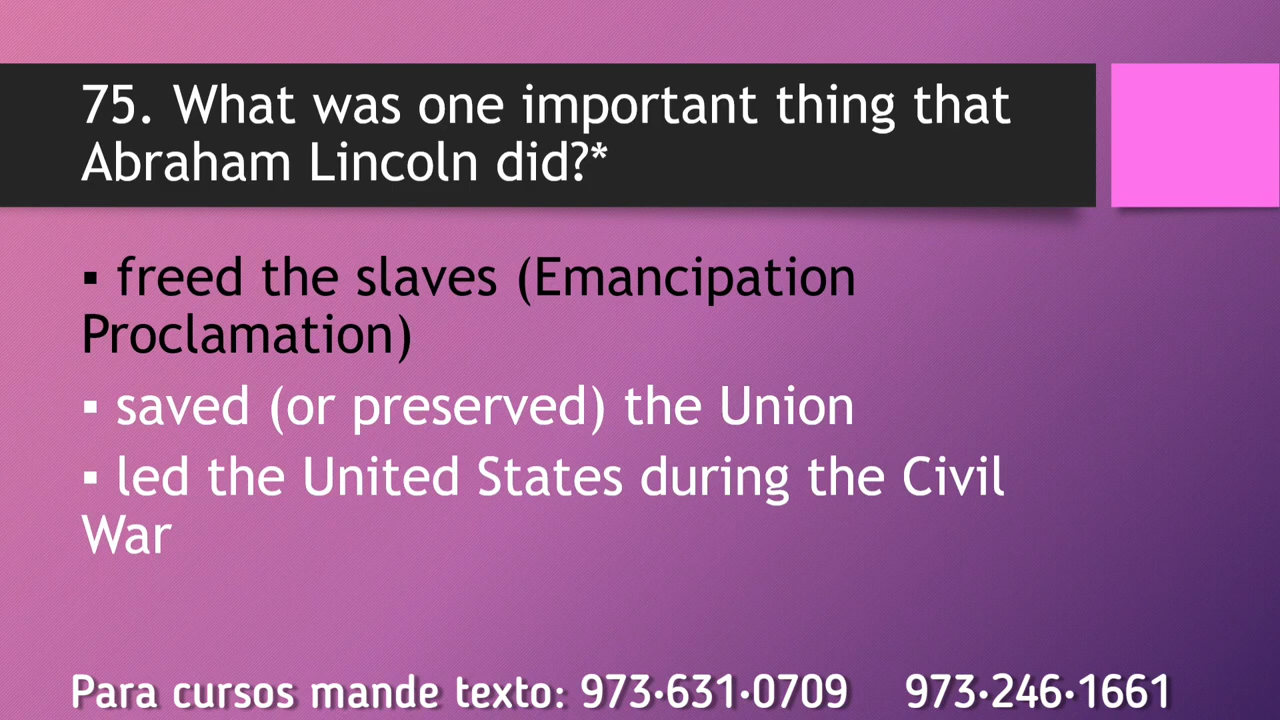 75. What was one important thing that
Abraham Lincoln did?*
▪ freed the slaves (Emancipation
Proclamation)
▪ saved (or preserved) the Union
▪ led the United States during the Civil
War
Para cursos mande texto: 973·631·0709 973·246·1661